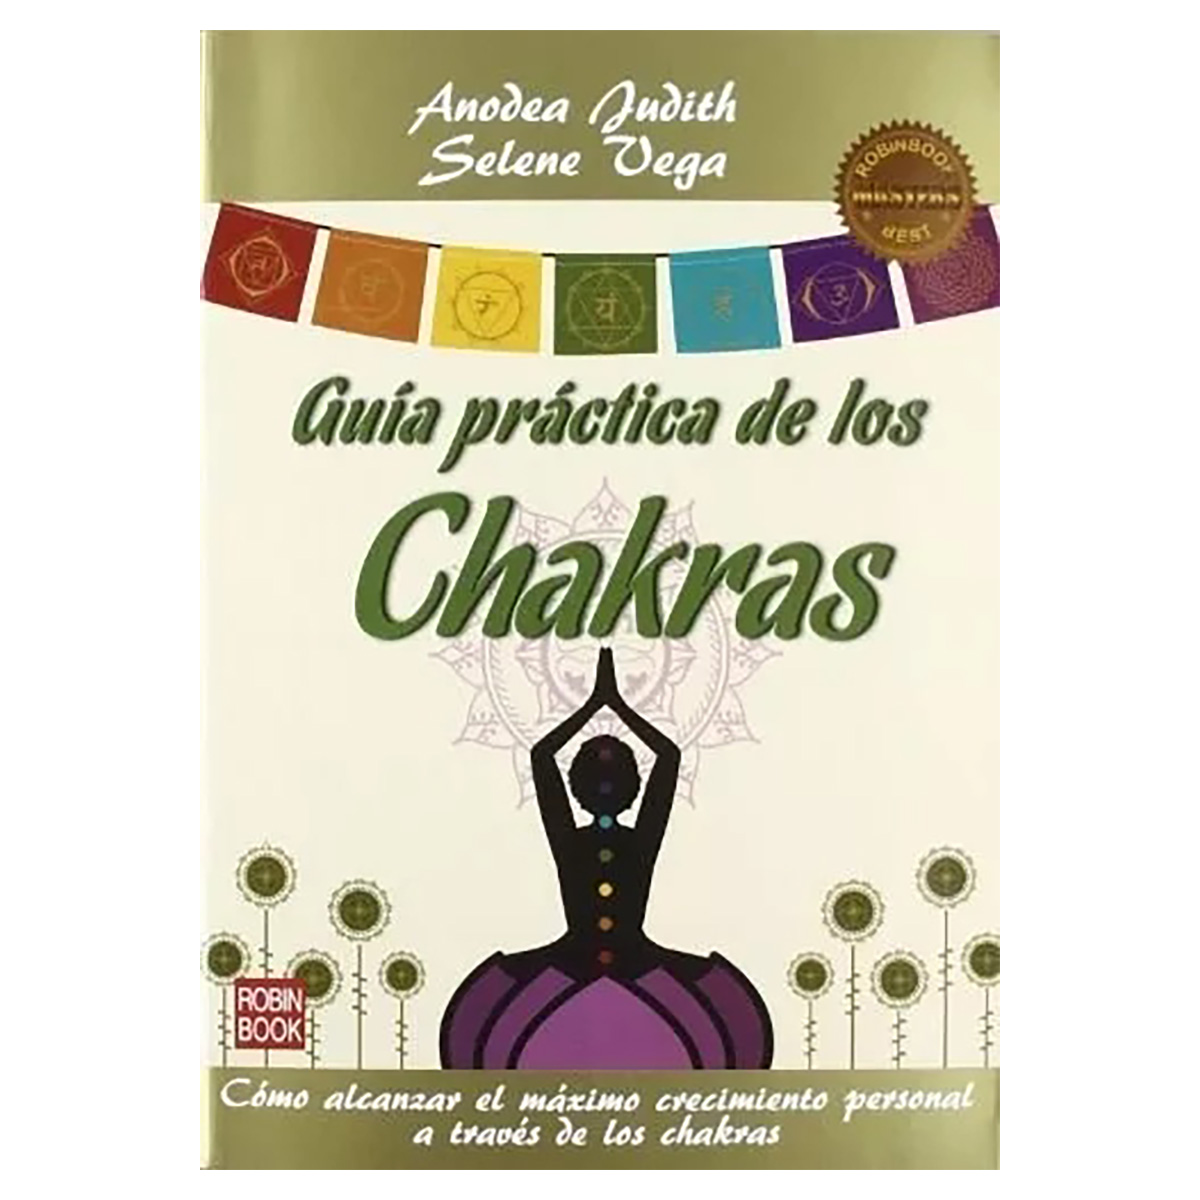 Anodea Judith
Selene Vega
ROBINBOOK
BEST
Guía práctica de los
Chakras
ROBIN
BOOK
Cómo alcanzar el máximo crecimiento personal
a través de los chakras